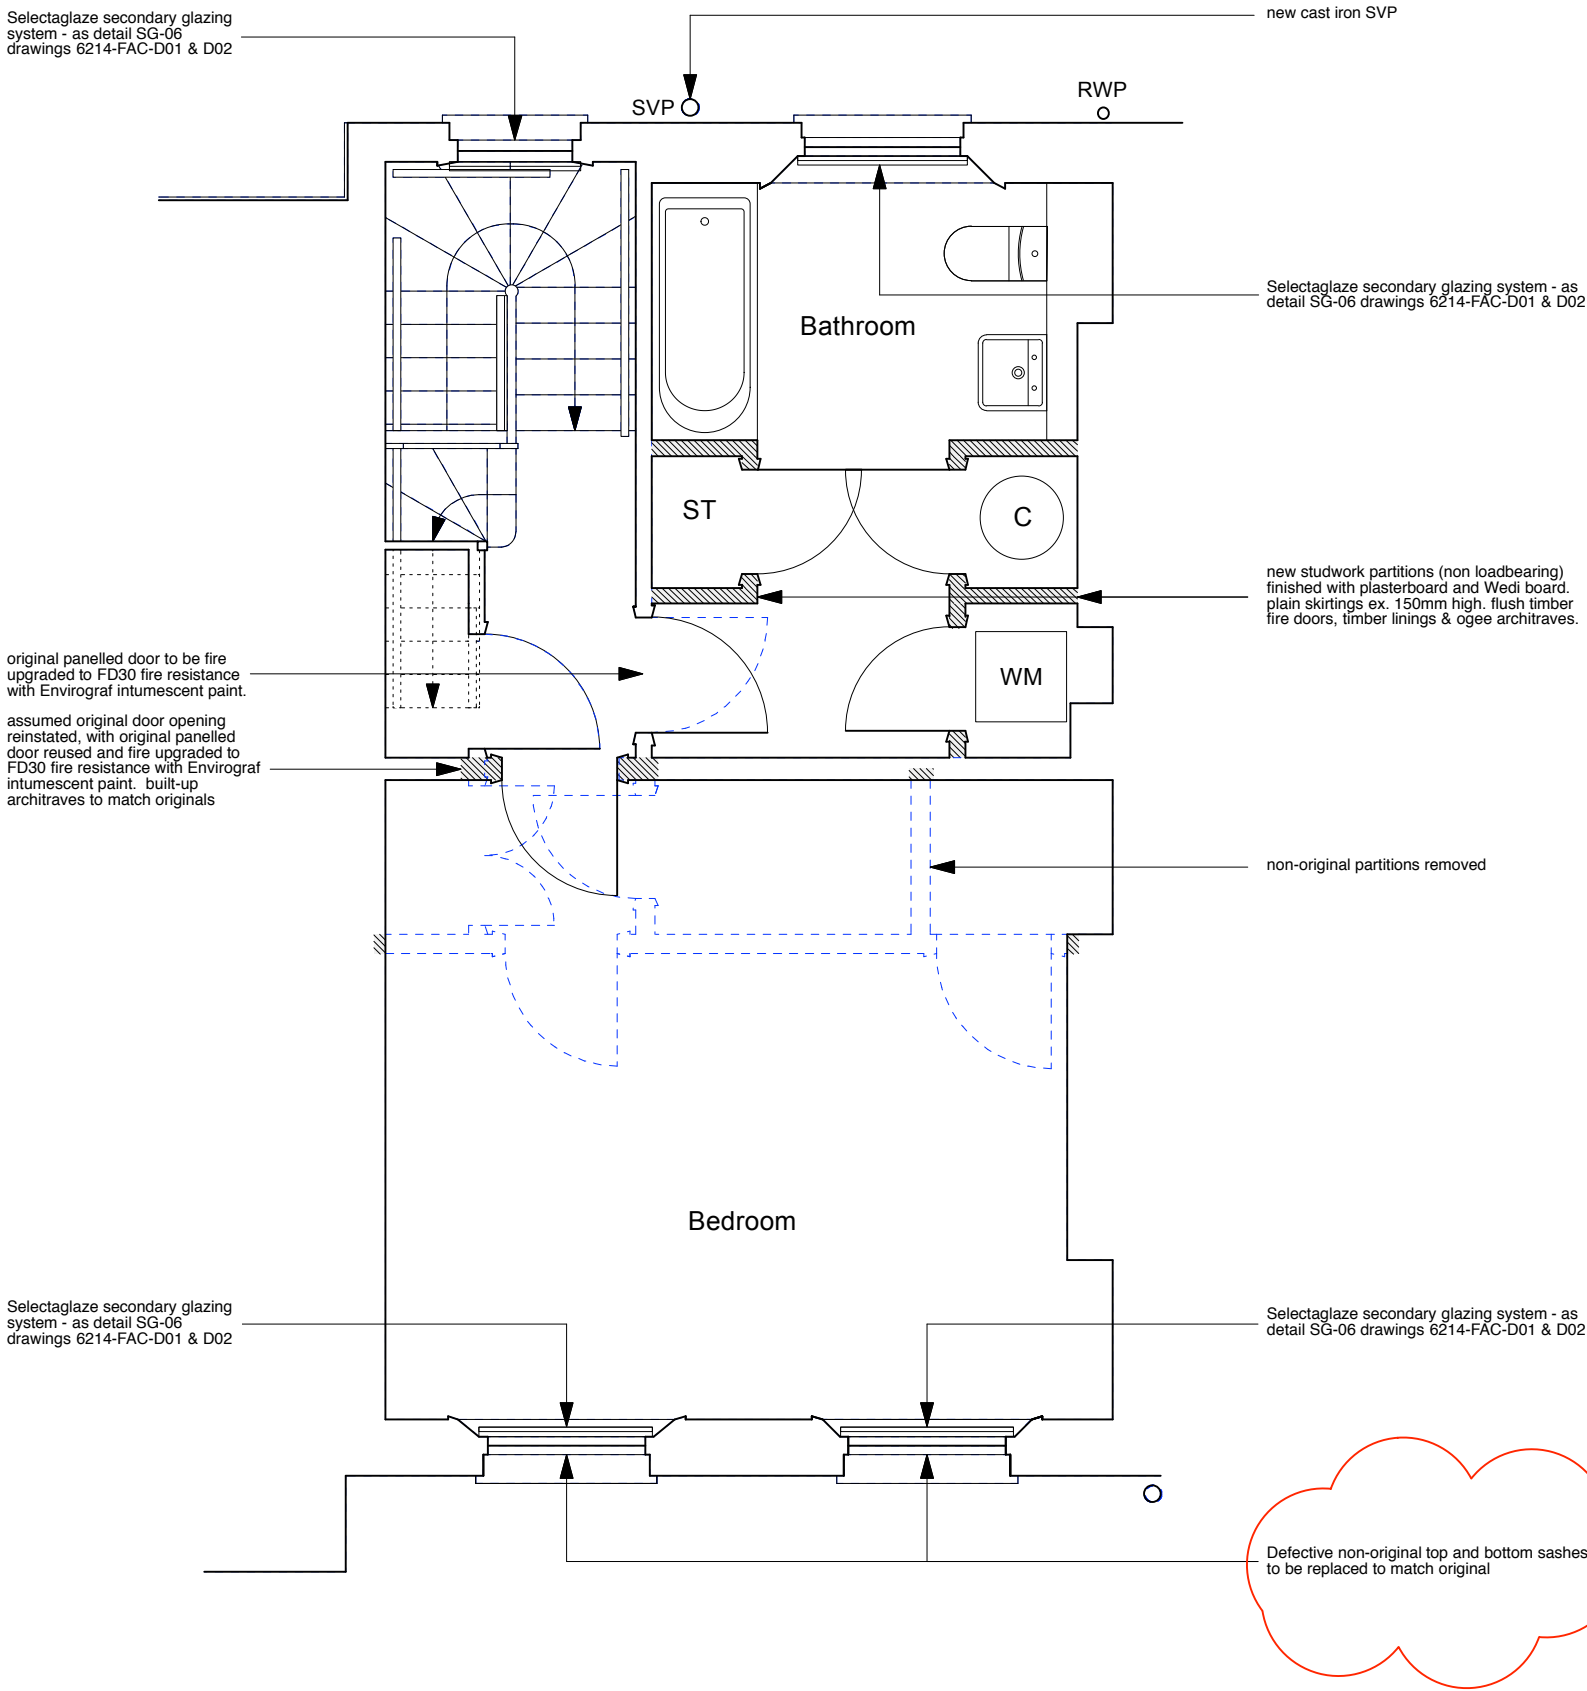 Selectaglaze secondary glazing
system - as detail SG-06
drawings 6214-FAC-D01 & D02
new cast iron SVP
SVP
RWP
Selectaglaze secondary glazing system - as
detail SG-06 drawings 6214-FAC-D01 & D02
Bathroom
ST
C
new studwork partitions (non loadbearing)
finished with plasterboard and Wedi board.
plain skirtings ex. 150mm high. flush timber
fire doors, timber linings & ogee architraves.
original panelled door to be fire
upgraded to FD30 fire resistance
with Envirograf intumescent paint.
WM
assumed original door opening
reinstated, with original panelled
door reused and fire upgraded to
FD30 fire resistance with Envirograf
intumescent paint. built-up
architraves to match originals
non-original partitions removed
Bedroom
Selectaglaze secondary glazing
system - as detail SG-06
drawings 6214-FAC-D01 & D02
Selectaglaze secondary glazing system - as
detail SG-06 drawings 6214-FAC-D01 & D02
Defective non-original top and bottom sashes
to be replaced to match original